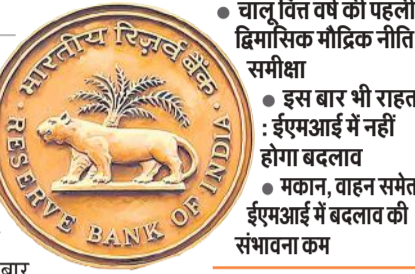 भारतीय रिज़र्व बैंक
RESERVE BANK OF INDIA
● चालू वित्त वर्ष की पहली
द्विमासिक मौद्रिक नीति
समीक्षा
● इस बार भी राहत
: ईएमआई में नहीं
होगा बदलाव
● मकान, वाहन समेत
ईएमआई में बदलाव की
संभावना कम